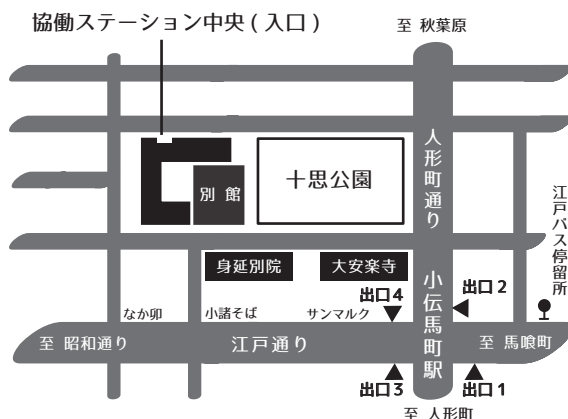 協働ステーション中央 ( 入口 )
至 秋葉原
人形町通り
別 館
十思公園
江戸バス停留所
身延別院
大安楽寺
小伝馬町駅
出口2
出口4
なか卯
小諸そば
サンマルク
至 昭和通り
江戸通り
至 馬喰町
出口3
出口1
至 人形町